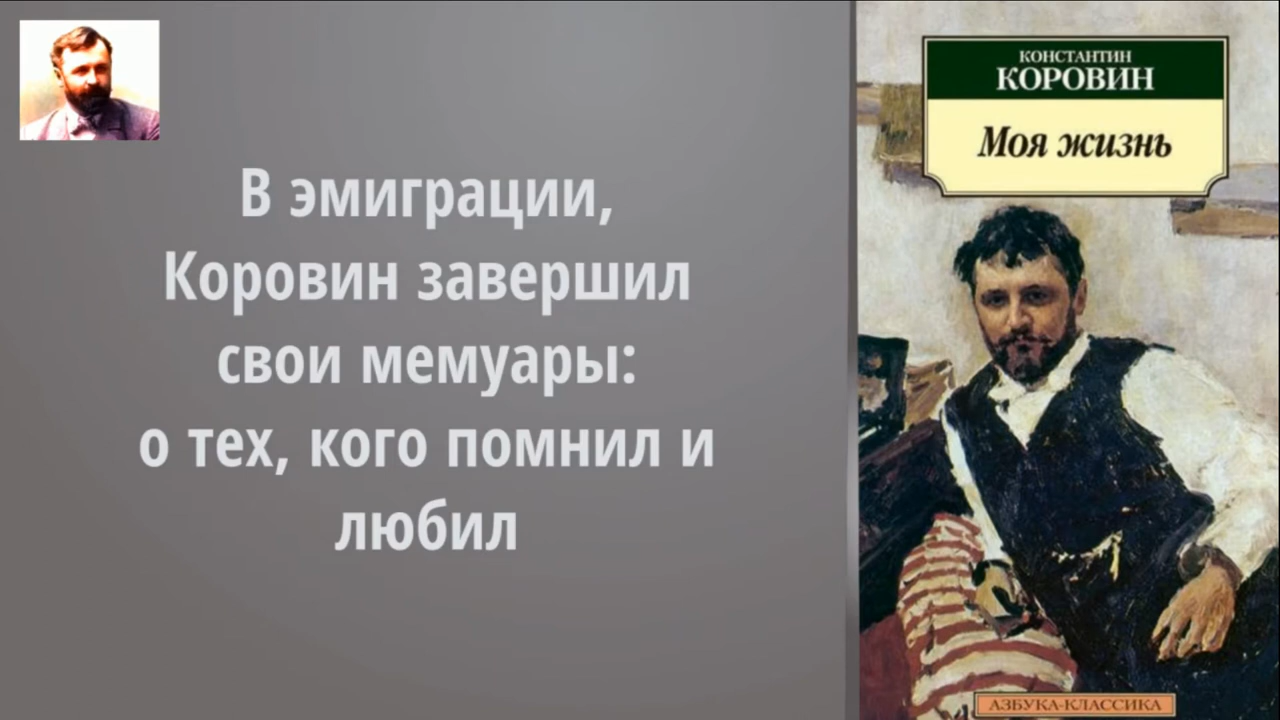 В эмиграции,
Коровин завершил
свои мемуары:
о тех, кого помнил и
любил
КОНСТАНТИН
КОРОВИН
Моя жизнь
АЗБУКА-КЛАССИКА